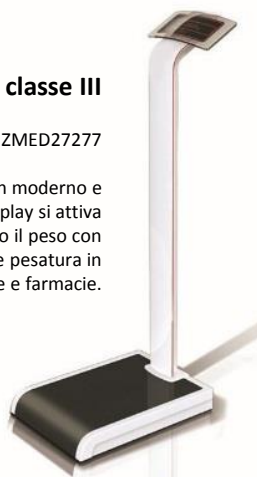 classe III
ZMED27277
n moderno e
play si attiva
o il peso con
e pesatura in
e e farmacie.